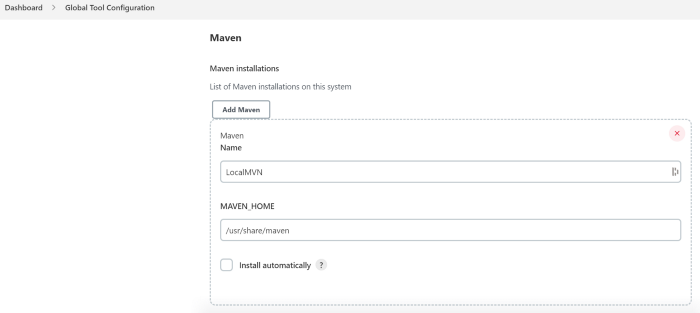 Dashboard > Global Tool Configuration
Maven
Maven installations
List of Maven installations on this system
Add Maven
Maven
Name
LocalMVN
MAVEN_HOME
/usr/share/maven
Install automatically ?